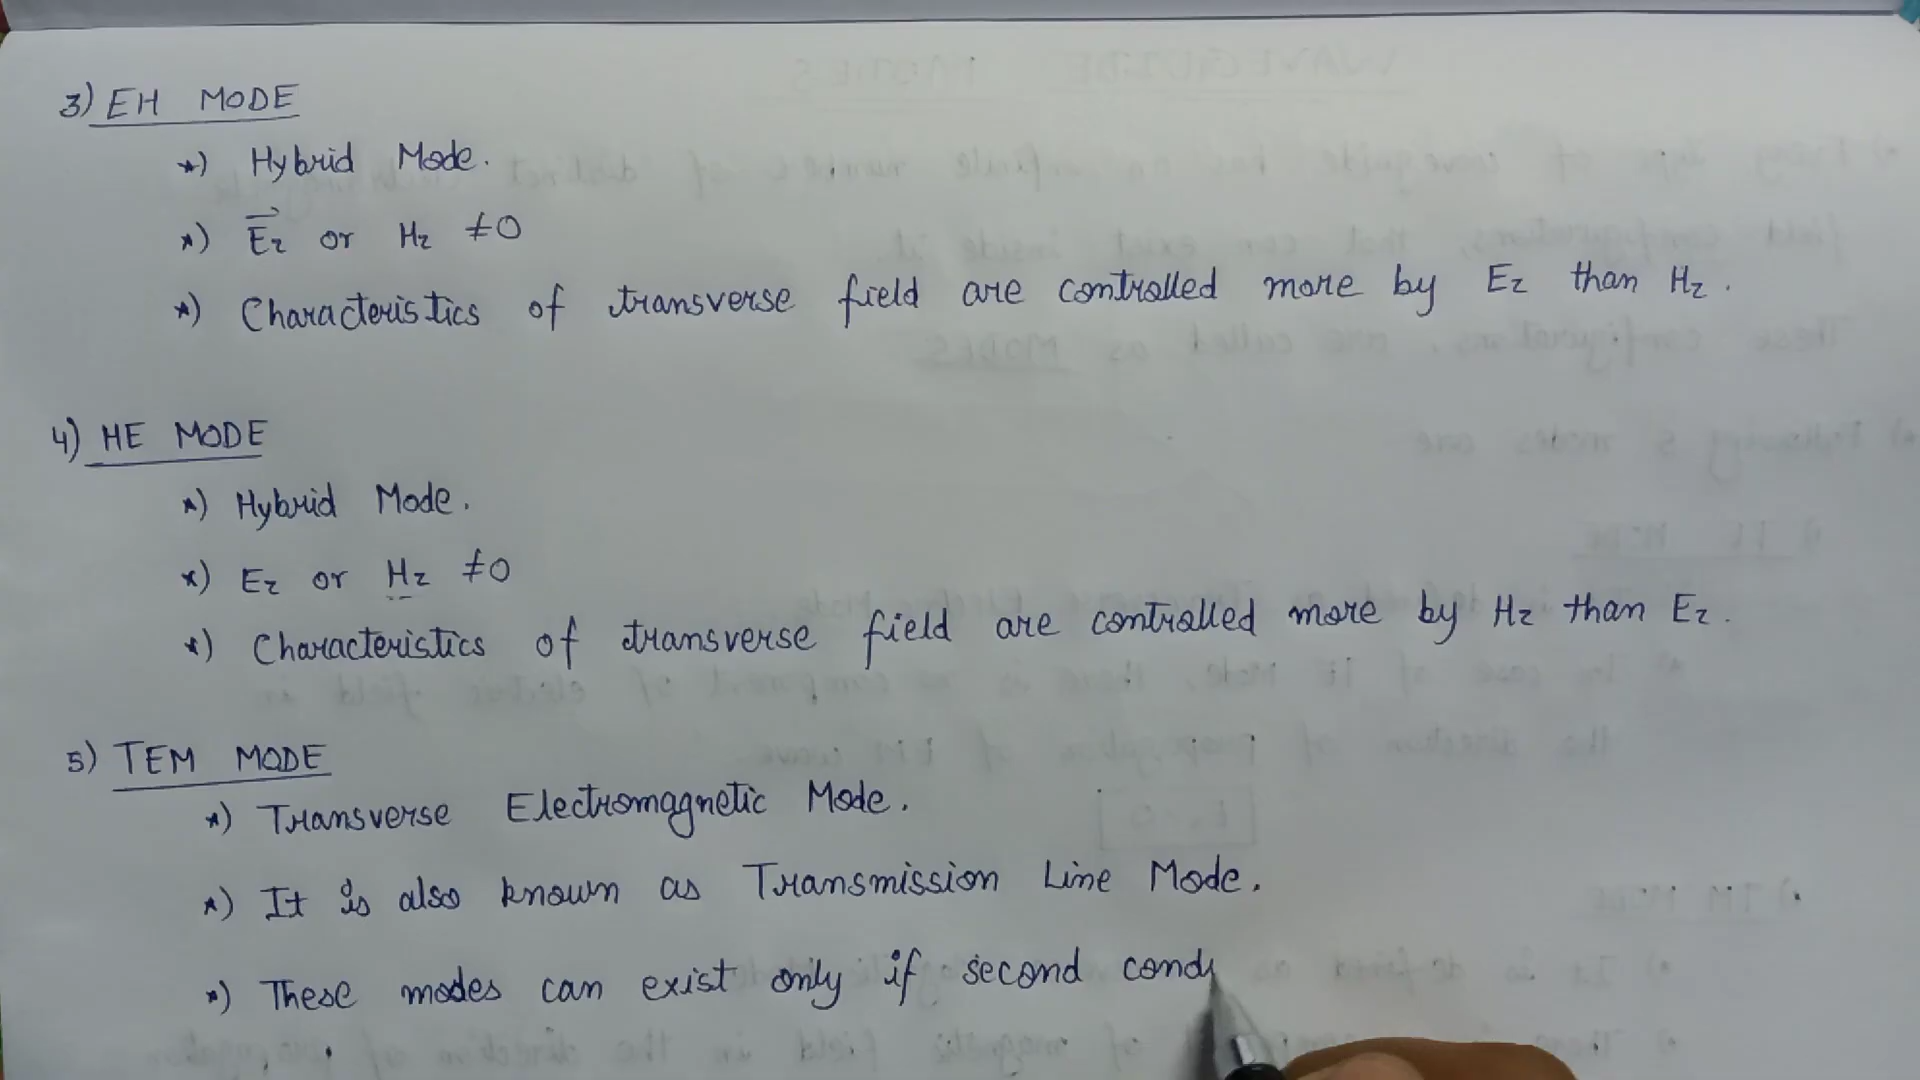 3) EH MODE
*) Hybrid Mode.
*) E⃗z or Hz ≠0
*) Characteristics of transverse field are controlled more by Ez than Hz.
4) HE MODE
*) Hybrid Mode.
*) Ez or Hz ≠0
*) Characteristics of transverse field are controlled more by Hz than Ez.
5) TEM MODE
*) Transverse Electromagnetic Mode.
*) It is also known as Transmission Line Mode.
*) These modes can exist only if second cond